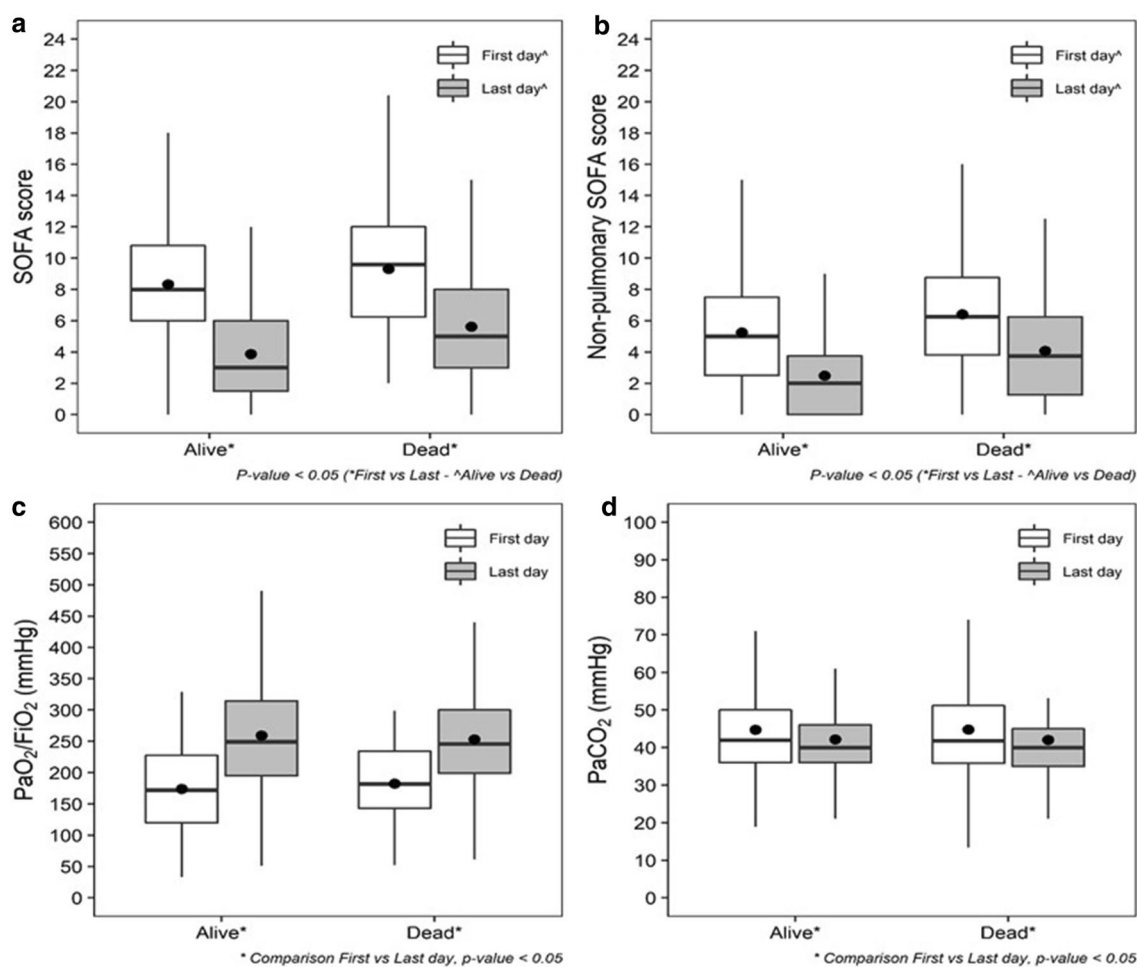 a
SOFA score
24
22
20
18
16
14
12
10
8
6
4
2
0
First day^
Last day^
Alive*
Dead*
P-value < 0.05 (*First vs Last - ^Alive vs Dead)
b
Non-pulmonary SOFA score
24
22
20
18
16
14
12
10
8
6
4
2
0
First day^
Last day^
Alive*
Dead*
P-value < 0.05 (*First vs Last - ^Alive vs Dead)
c
PaO₂/FiO₂ (mmHg)
600
550
500
450
400
350
300
250
200
150
100
50
0
First day
Last day
Alive*
Dead*
* Comparison First vs Last day, p-value < 0.05
d
PaCO₂ (mmHg)
100
90
80
70
60
50
40
30
20
10
0
First day
Last day
Alive*
Dead*
* Comparison First vs Last day, p-value < 0.05